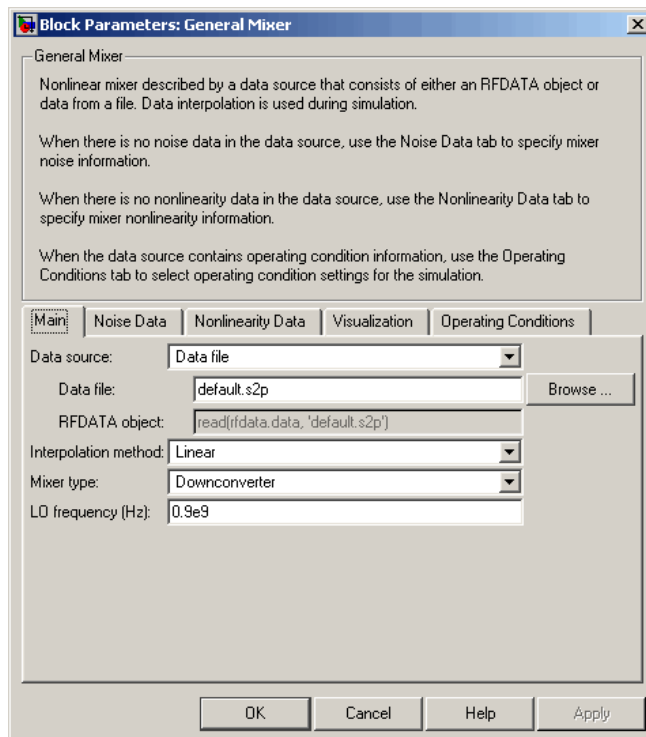 Block Parameters: General Mixer
General Mixer
Nonlinear mixer described by a data source that consists of either an RFDATA object or
data from a file. Data interpolation is used during simulation.
When there is no noise data in the data source, use the Noise Data tab to specify mixer
noise information.
When there is no nonlinearity data in the data source, use the Nonlinearity Data tab to
specify mixer nonlinearity information.
When the data source contains operating condition information, use the Operating
Conditions tab to select operating condition settings for the simulation.
Main Noise Data Nonlinearity Data Visualization Operating Conditions
Data source: Data file
Data file: default.s2p Browse ...
RFDATA object: read(rfdata.data, 'default.s2p')
Interpolation method: Linear
Mixer type: Downconverter
LO frequency (Hz): 0.9e9
OK Cancel Help Apply